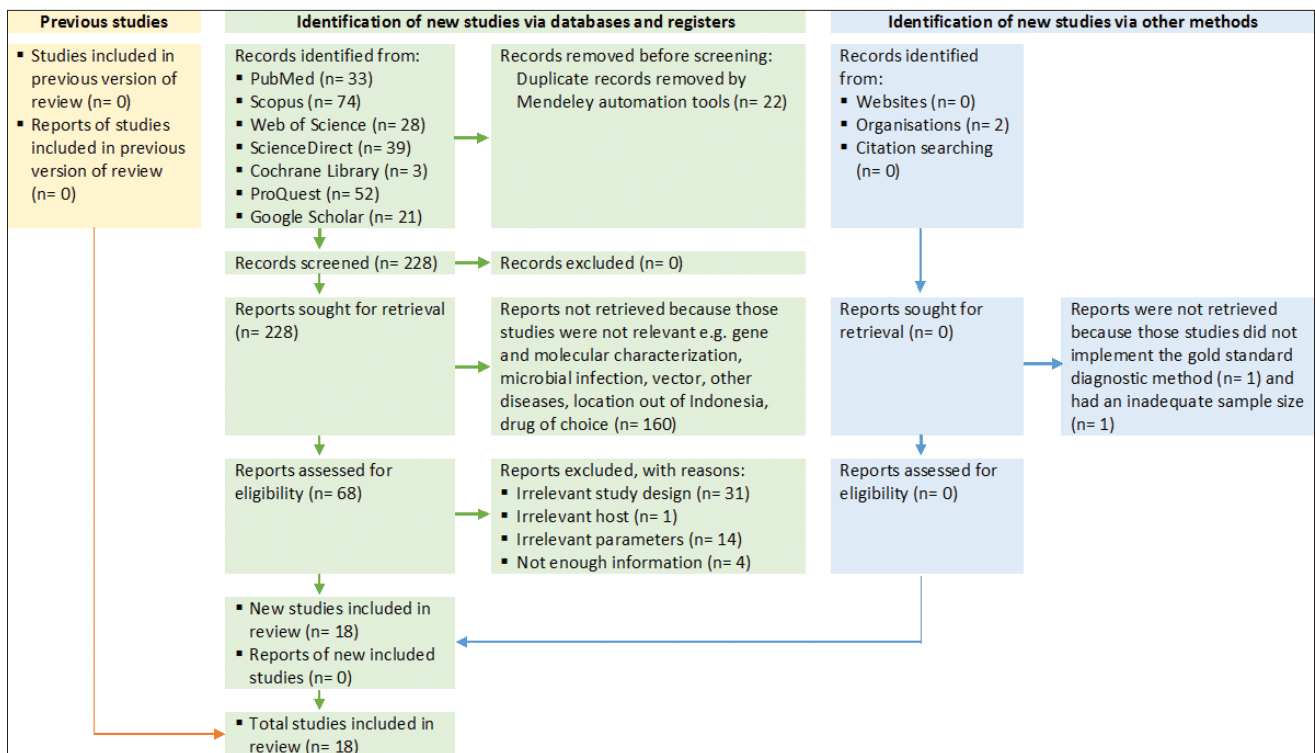 Previous studies
Identification of new studies via databases and registers
Identification of new studies via other methods
▪ Studies included in
previous version of
review (n= 0)
▪ Reports of studies
included in previous
version of review
(n= 0)
Records identified from:
▪ PubMed (n= 33)
▪ Scopus (n= 74)
▪ Web of Science (n= 28)
▪ ScienceDirect (n= 39)
▪ Cochrane Library (n= 3)
▪ ProQuest (n= 52)
▪ Google Scholar (n= 21)
Records removed before screening:
Duplicate records removed by
Mendeley automation tools (n= 22)
Records identified
from:
▪ Websites (n= 0)
▪ Organisations (n= 2)
▪ Citation searching
(n= 0)
Records screened (n= 228)
Records excluded (n= 0)
Reports sought for retrieval
(n= 228)
Reports not retrieved because those
studies were not relevant e.g. gene
and molecular characterization,
microbial infection, vector, other
diseases, location out of Indonesia,
drug of choice (n= 160)
Reports sought for
retrieval (n= 0)
Reports were not retrieved
because those studies did not
implement the gold standard
diagnostic method (n= 1) and
had an inadequate sample size
(n= 1)
Reports assessed for
eligibility (n= 68)
Reports excluded, with reasons:
▪ Irrelevant study design (n= 31)
▪ Irrelevant host (n= 1)
▪ Irrelevant parameters (n= 14)
▪ Not enough information (n= 4)
Reports assessed for
eligibility (n= 0)
▪ New studies included in
review (n= 18)
▪ Reports of new included
studies (n= 0)
▪ Total studies included in
review (n= 18)